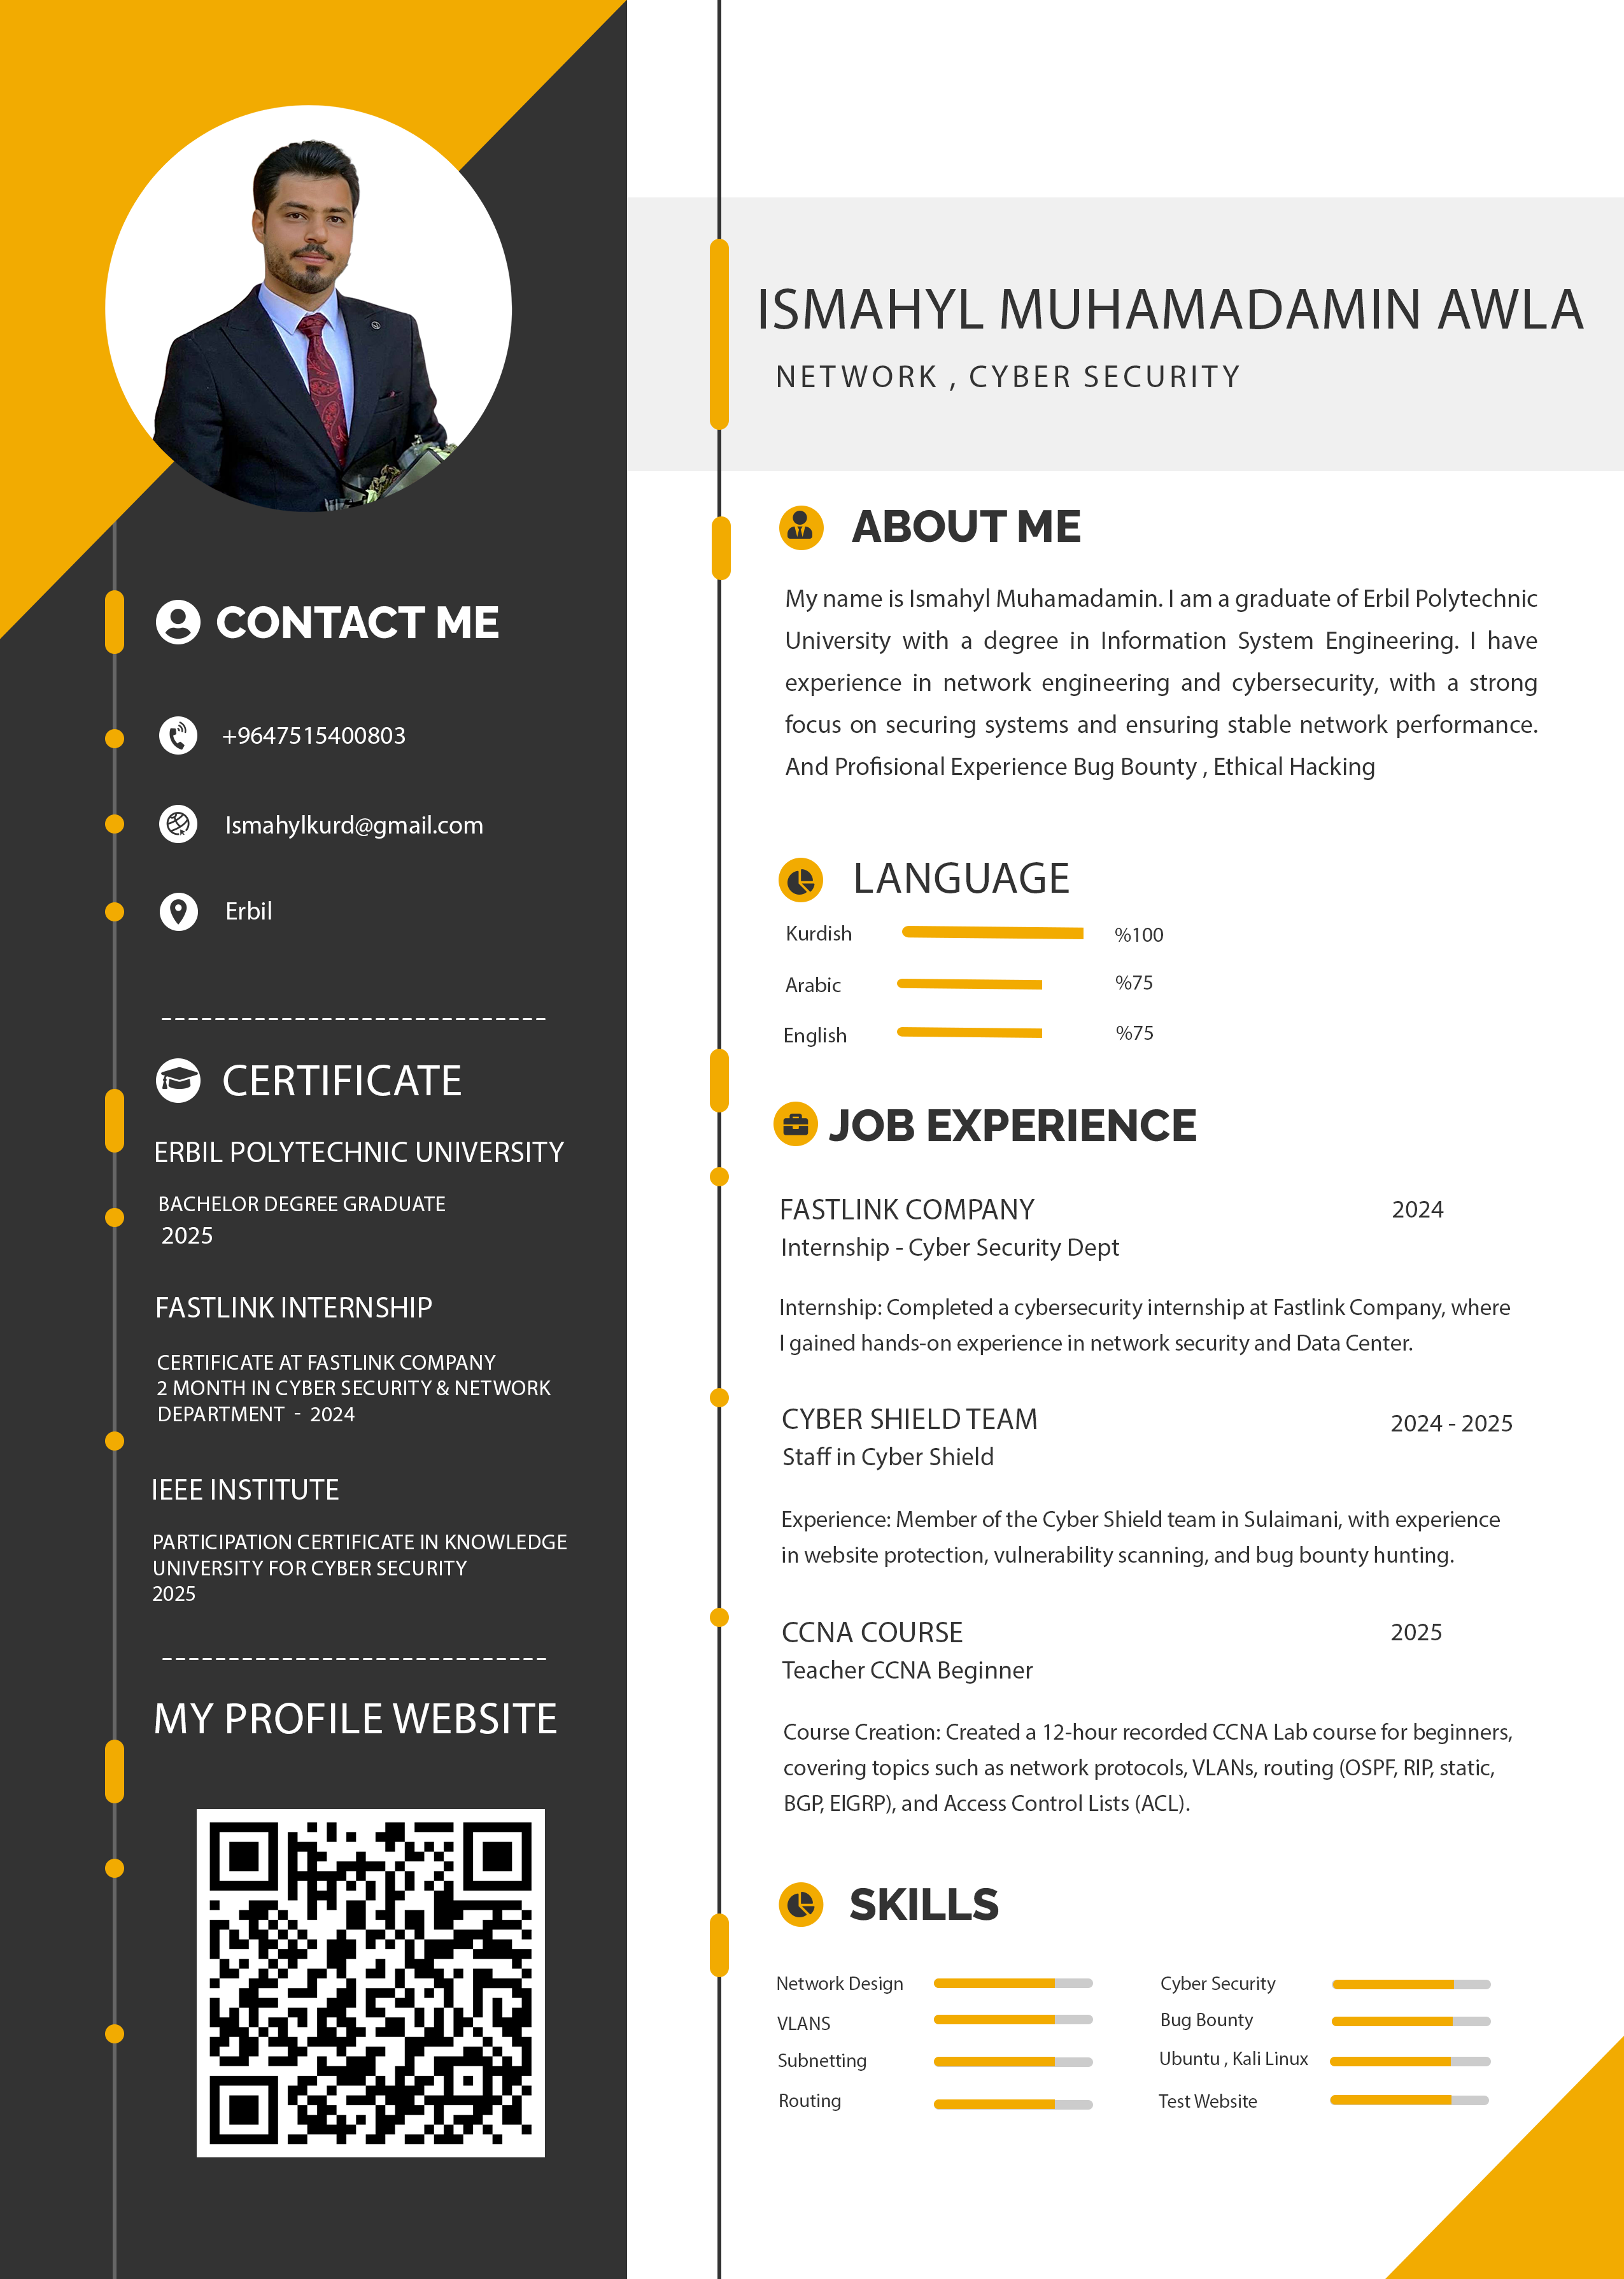 ISMAHYL MUHAMADAMIN AWLA
NETWORK , CYBER SECURITY
CONTACT ME
+9647515400803
Ismahylkurd@gmail.com
Erbil
CERTIFICATE
ERBIL POLYTECHNIC UNIVERSITY
BACHELOR DEGREE GRADUATE
2025
FASTLINK INTERNSHIP
CERTIFICATE AT FASTLINK COMPANY
2 MONTH IN CYBER SECURITY & NETWORK
DEPARTMENT - 2024
IEEE INSTITUTE
PARTICIPATION CERTIFICATE IN KNOWLEDGE
UNIVERSITY FOR CYBER SECURITY
2025
MY PROFILE WEBSITE
ABOUT ME
My name is Ismahyl Muhamadamin. I am a graduate of Erbil Polytechnic
University with a degree in Information System Engineering. I have
experience in network engineering and cybersecurity, with a strong
focus on securing systems and ensuring stable network performance.
And Profisional Experience Bug Bounty , Ethical Hacking
LANGUAGE
Kurdish %100
Arabic %75
English %75
JOB EXPERIENCE
FASTLINK COMPANY 2024
Internship - Cyber Security Dept
Internship: Completed a cybersecurity internship at Fastlink Company, where
I gained hands-on experience in network security and Data Center.
CYBER SHIELD TEAM 2024 - 2025
Staff in Cyber Shield
Experience: Member of the Cyber Shield team in Sulaimani, with experience
in website protection, vulnerability scanning, and bug bounty hunting.
CCNA COURSE 2025
Teacher CCNA Beginner
Course Creation: Created a 12-hour recorded CCNA Lab course for beginners,
covering topics such as network protocols, VLANs, routing (OSPF, RIP, static,
BGP, EIGRP), and Access Control Lists (ACL).
SKILLS
Network Design
VLANS
Subnetting
Routing
Cyber Security
Bug Bounty
Ubuntu , Kali Linux
Test Website